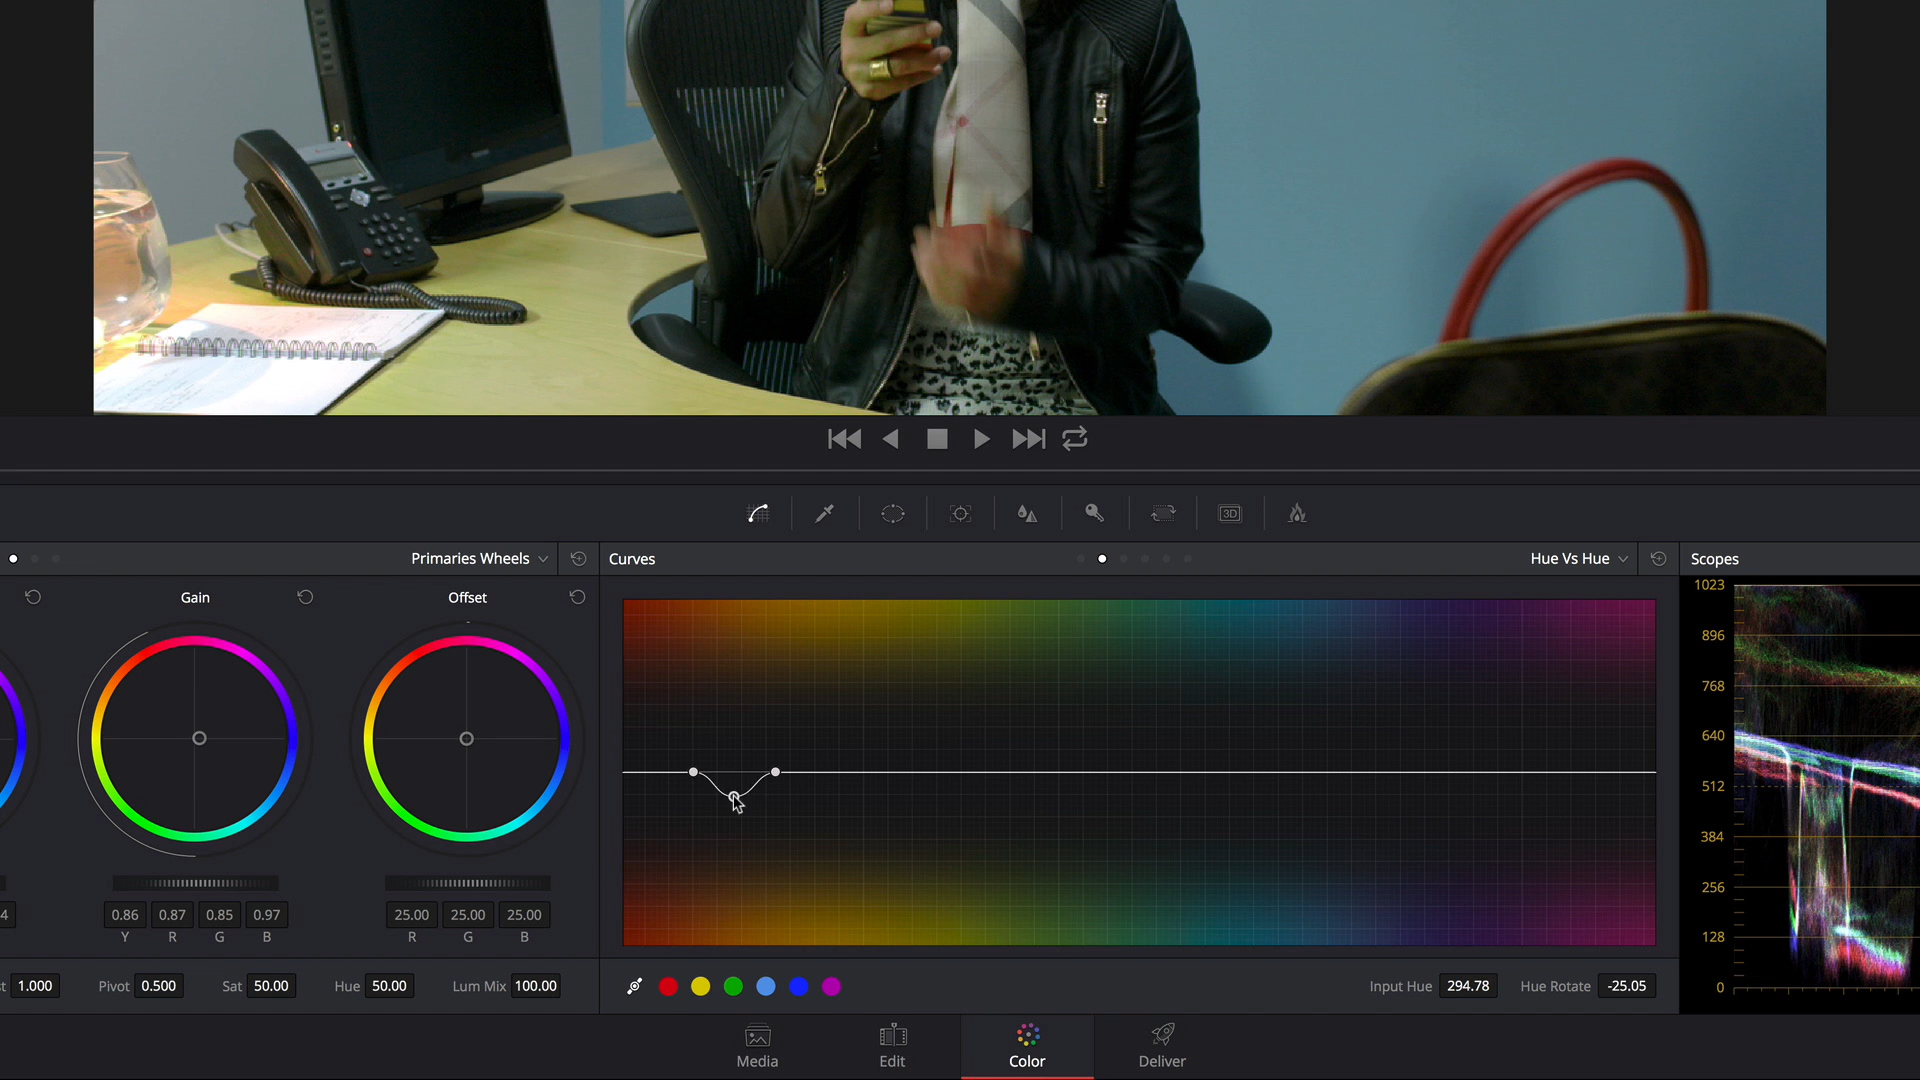 3D
Primaries Wheels
Curves
Hue Vs Hue
Scopes
Gain
Offset
1023
896
768
640
512
384
256
128
0
4
0.86 0.87 0.85 0.97
Y R G B
25.00 25.00 25.00
R G B
t 1.000 Pivot 0.500 Sat 50.00 Hue 50.00 Lum Mix 100.00
Input Hue 294.78 Hue Rotate -25.05
Media Edit Color Deliver